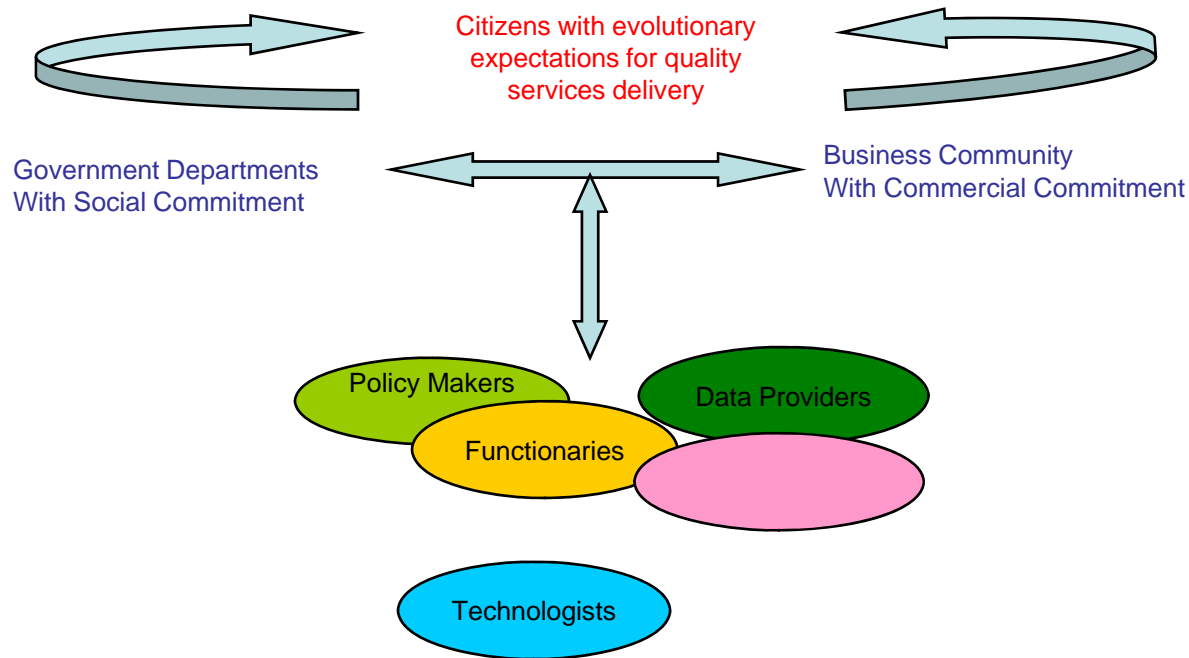 Citizens with evolutionary
expectations for quality
services delivery
Government Departments
With Social Commitment
Business Community
With Commercial Commitment
Policy Makers
Data Providers
Functionaries
Technologists